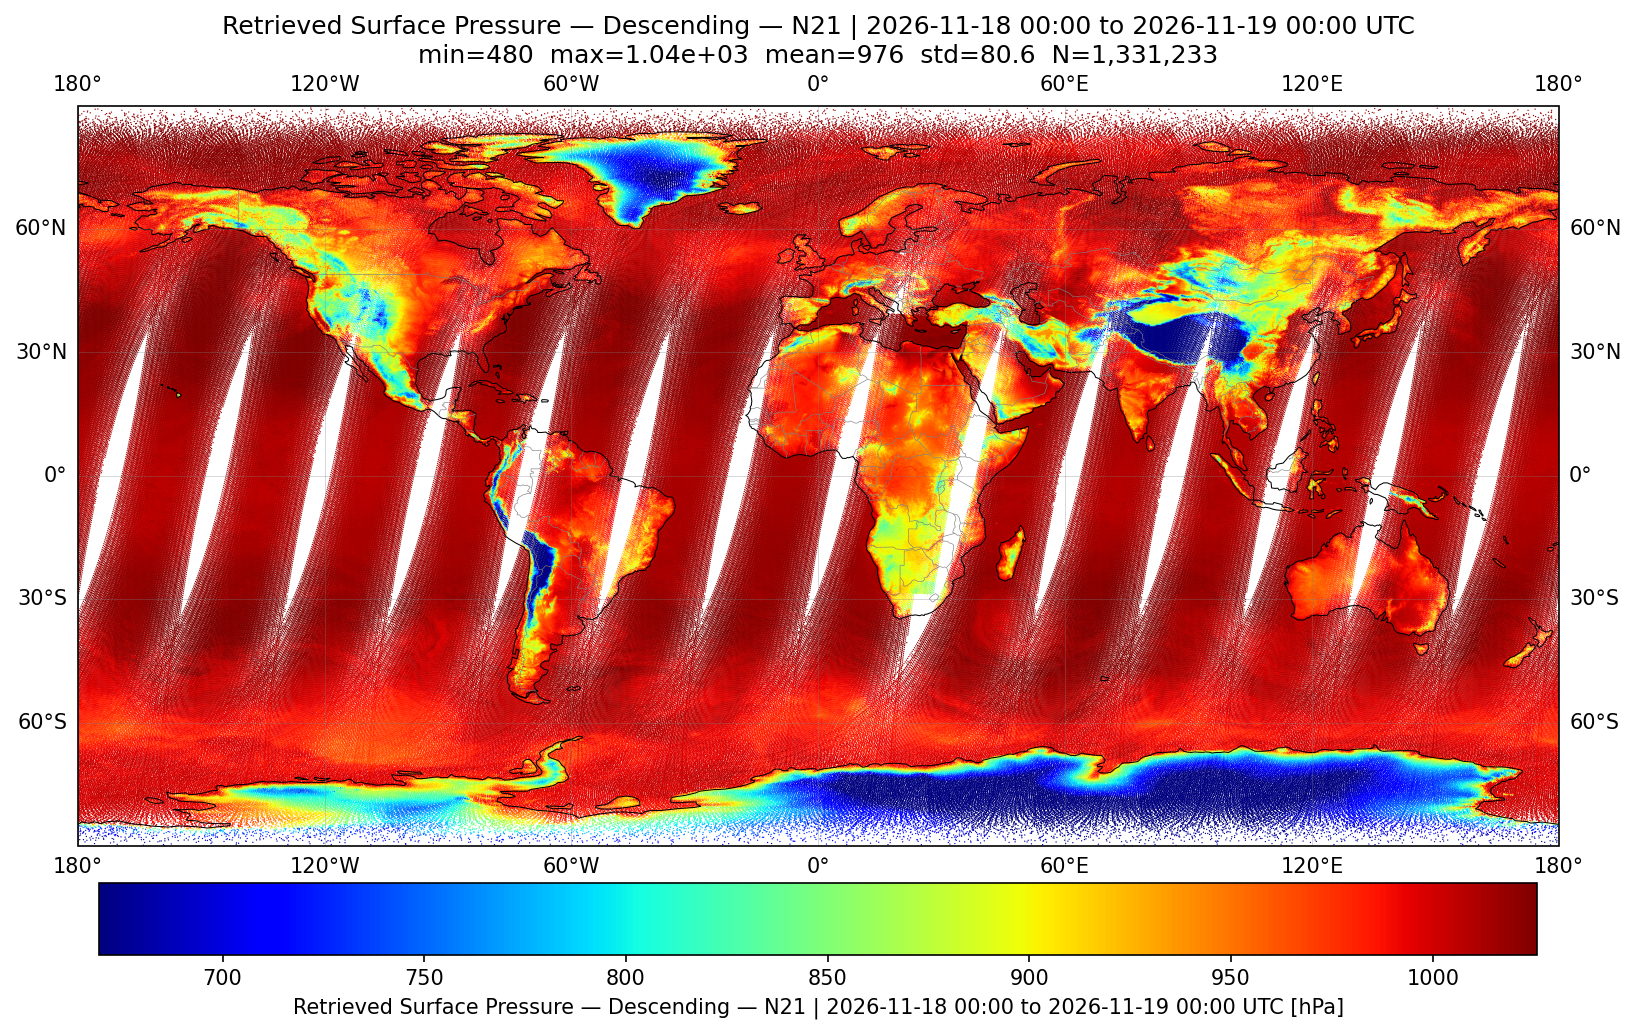 Retrieved Surface Pressure — Descending — N21 | 2026-11-18 00:00 to 2026-11-19 00:00 UTC
min=480 max=1.04e+03 mean=976 std=80.6 N=1,331,233
180° 120°W 60°W 0° 60°E 120°E 180°
60°N 60°N
30°N 30°N
0° 0°
30°S 30°S
60°S 60°S
180° 120°W 60°W 0° 60°E 120°E 180°
700 750 800 850 900 950 1000
Retrieved Surface Pressure — Descending — N21 | 2026-11-18 00:00 to 2026-11-19 00:00 UTC [hPa]